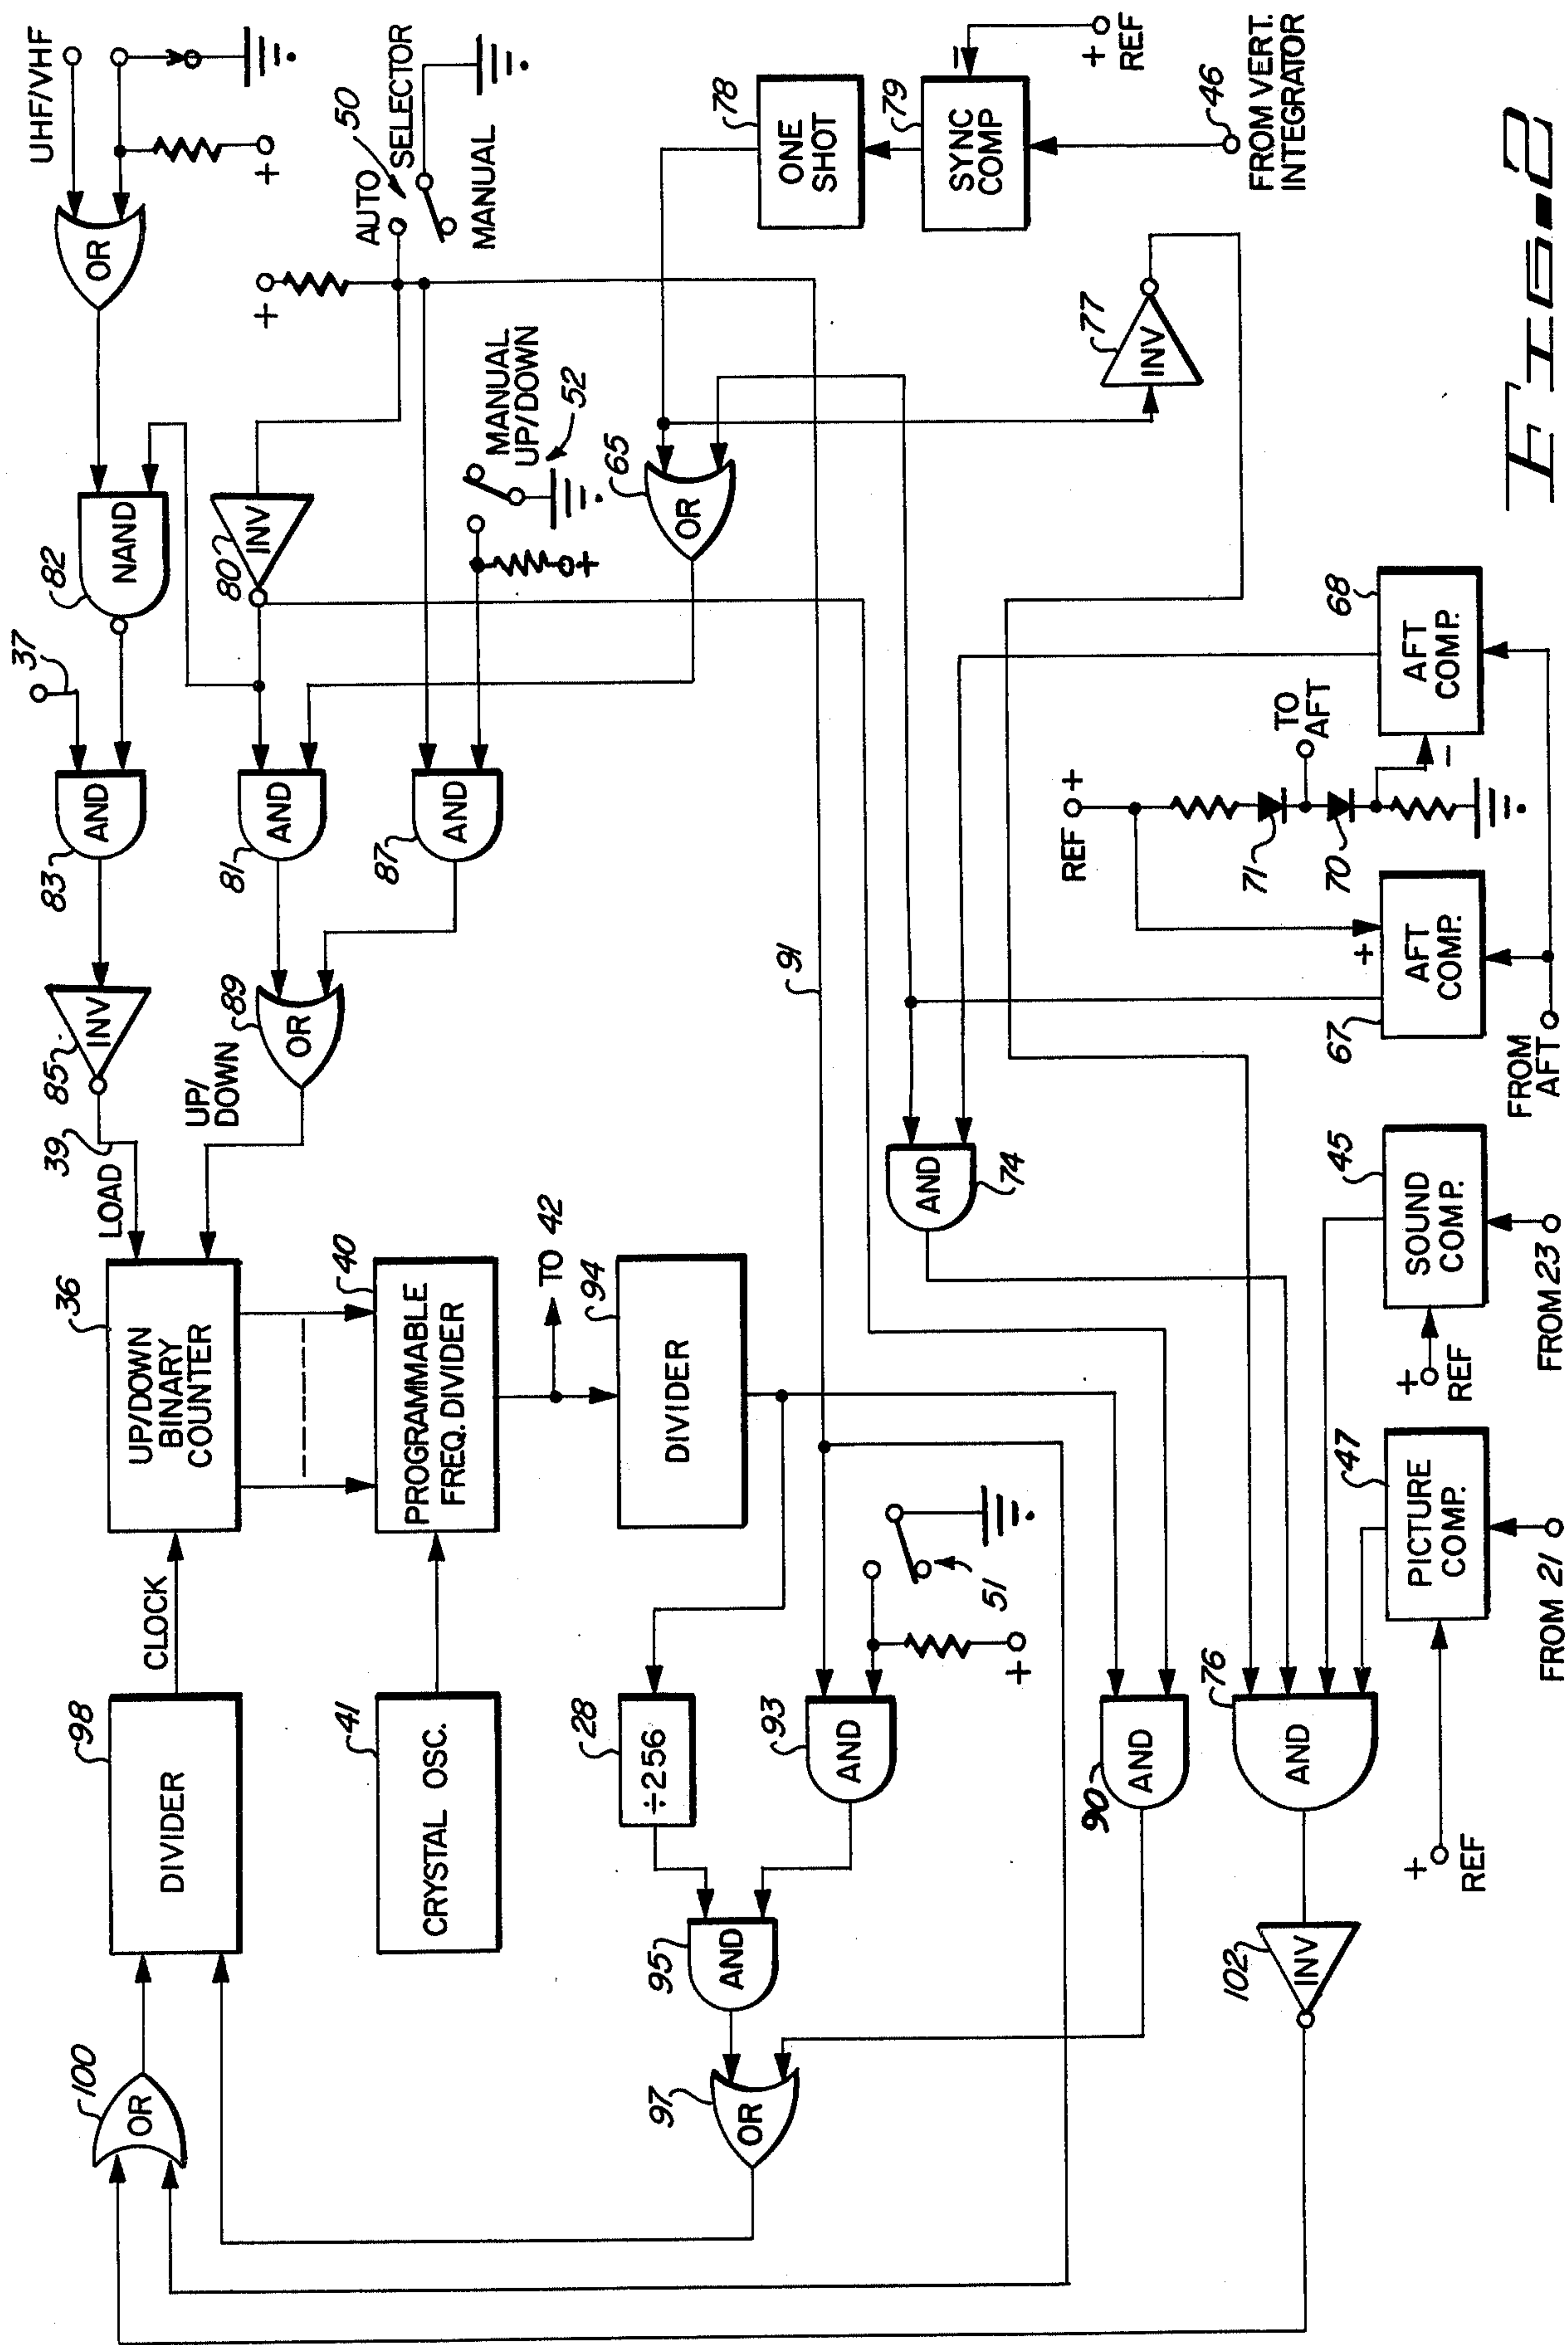 UHF/VHF
OR
+
37
82
NAND
83
AND
85
INV
39
LOAD
36
UP/DOWN
BINARY
COUNTER
CLOCK
98
DIVIDER
100
OR
AUTO
50
SELECTOR
MANUAL
+
80
INV
81
AND
87
AND
MANUAL
UP/DOWN
52
+
89
OR
UP/
DOWN
40
PROGRAMMABLE
FREQ. DIVIDER
41
CRYSTAL OSC.
TO 42
94
DIVIDER
28
÷256
93
AND
51
+
95
AND
97
OR
90
AND
91
65
OR
78
ONE
SHOT
79
SYNC
COMP
–
+
REF
46
FROM VERT.
INTEGRATOR
77
INV
74
AND
76
AND
102
INV
68
AFT
COMP.
–
TO
AFT
REF +
71
70
67
AFT
COMP.
+
FROM
AFT
45
SOUND
COMP.
+
REF
FROM 23
47
PICTURE
COMP.
+
REF
FROM 21
FIG-2